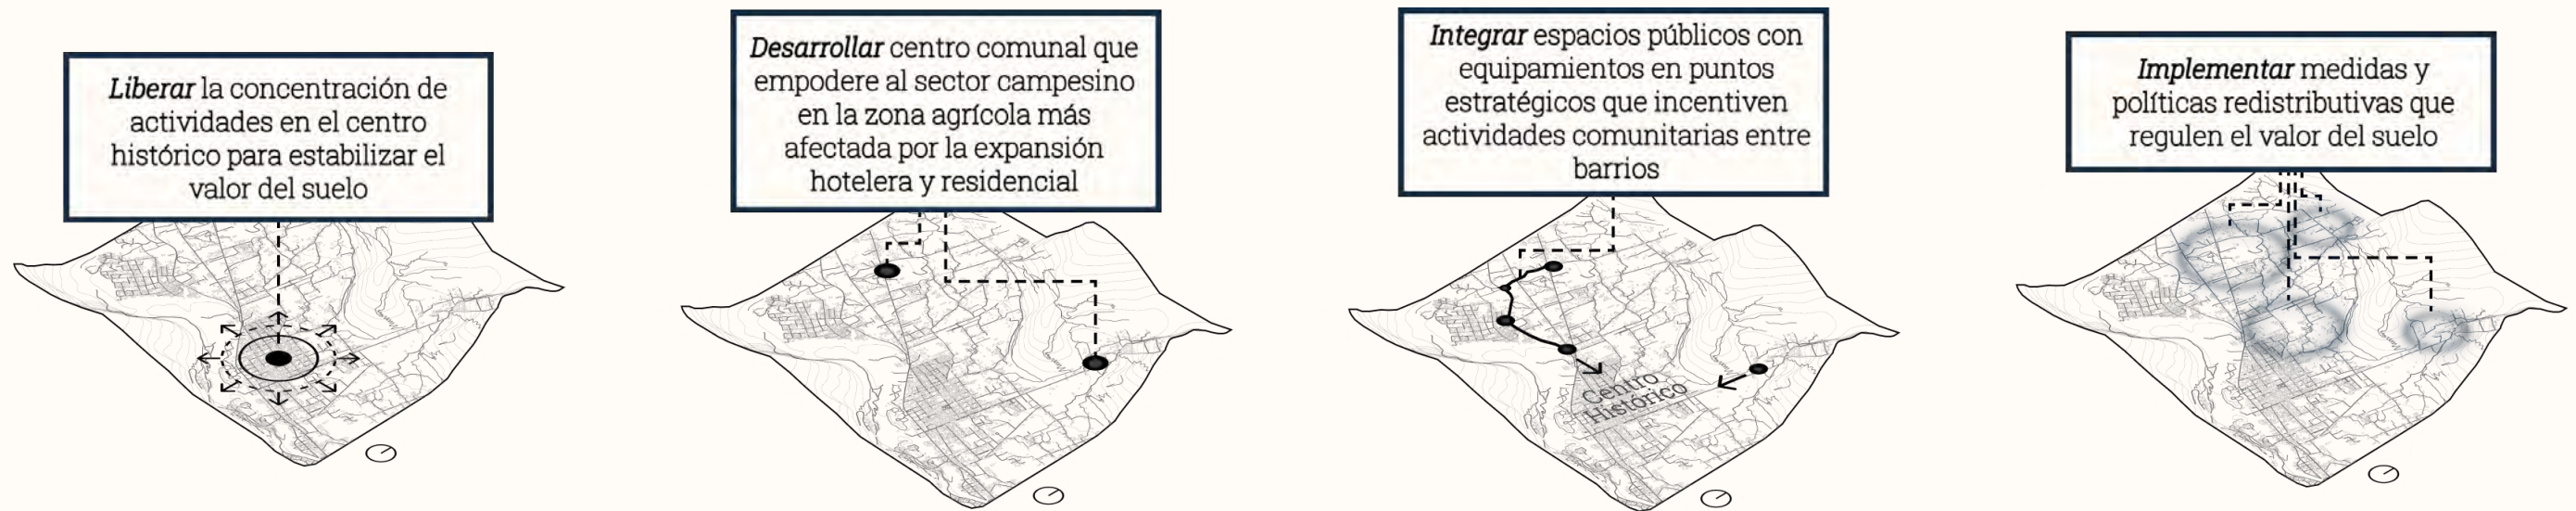 Liberar la concentración de
actividades en el centro
histórico para estabilizar el
valor del suelo
Desarrollar centro comunal que
empodere al sector campesino
en la zona agrícola más
afectada por la expansión
hotelera y residencial
Integrar espacios públicos con
equipamientos en puntos
estratégicos que incentiven
actividades comunitarias entre
barrios
Centro
Histórico
Implementar medidas y
políticas redistributivas que
regulen el valor del suelo